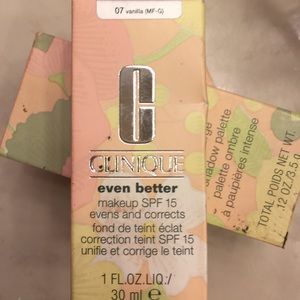 07 vanilla (MF-G)
C
CLINIQUE
even better
makeup SPF 15
evens and corrects
fond de teint éclat
correction teint SPF 15
unifie et corrige le teint
1 FL.OZ.LIQ./
30 ml e
shadow palette
palette ombre
à paupières intense
TOTAL POIDS NET WT
12 OZ/3.5 g